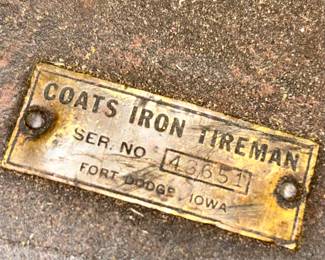 COATS IRON TIREMAN
SER. NO 43651
FORT DODGE, IOWA